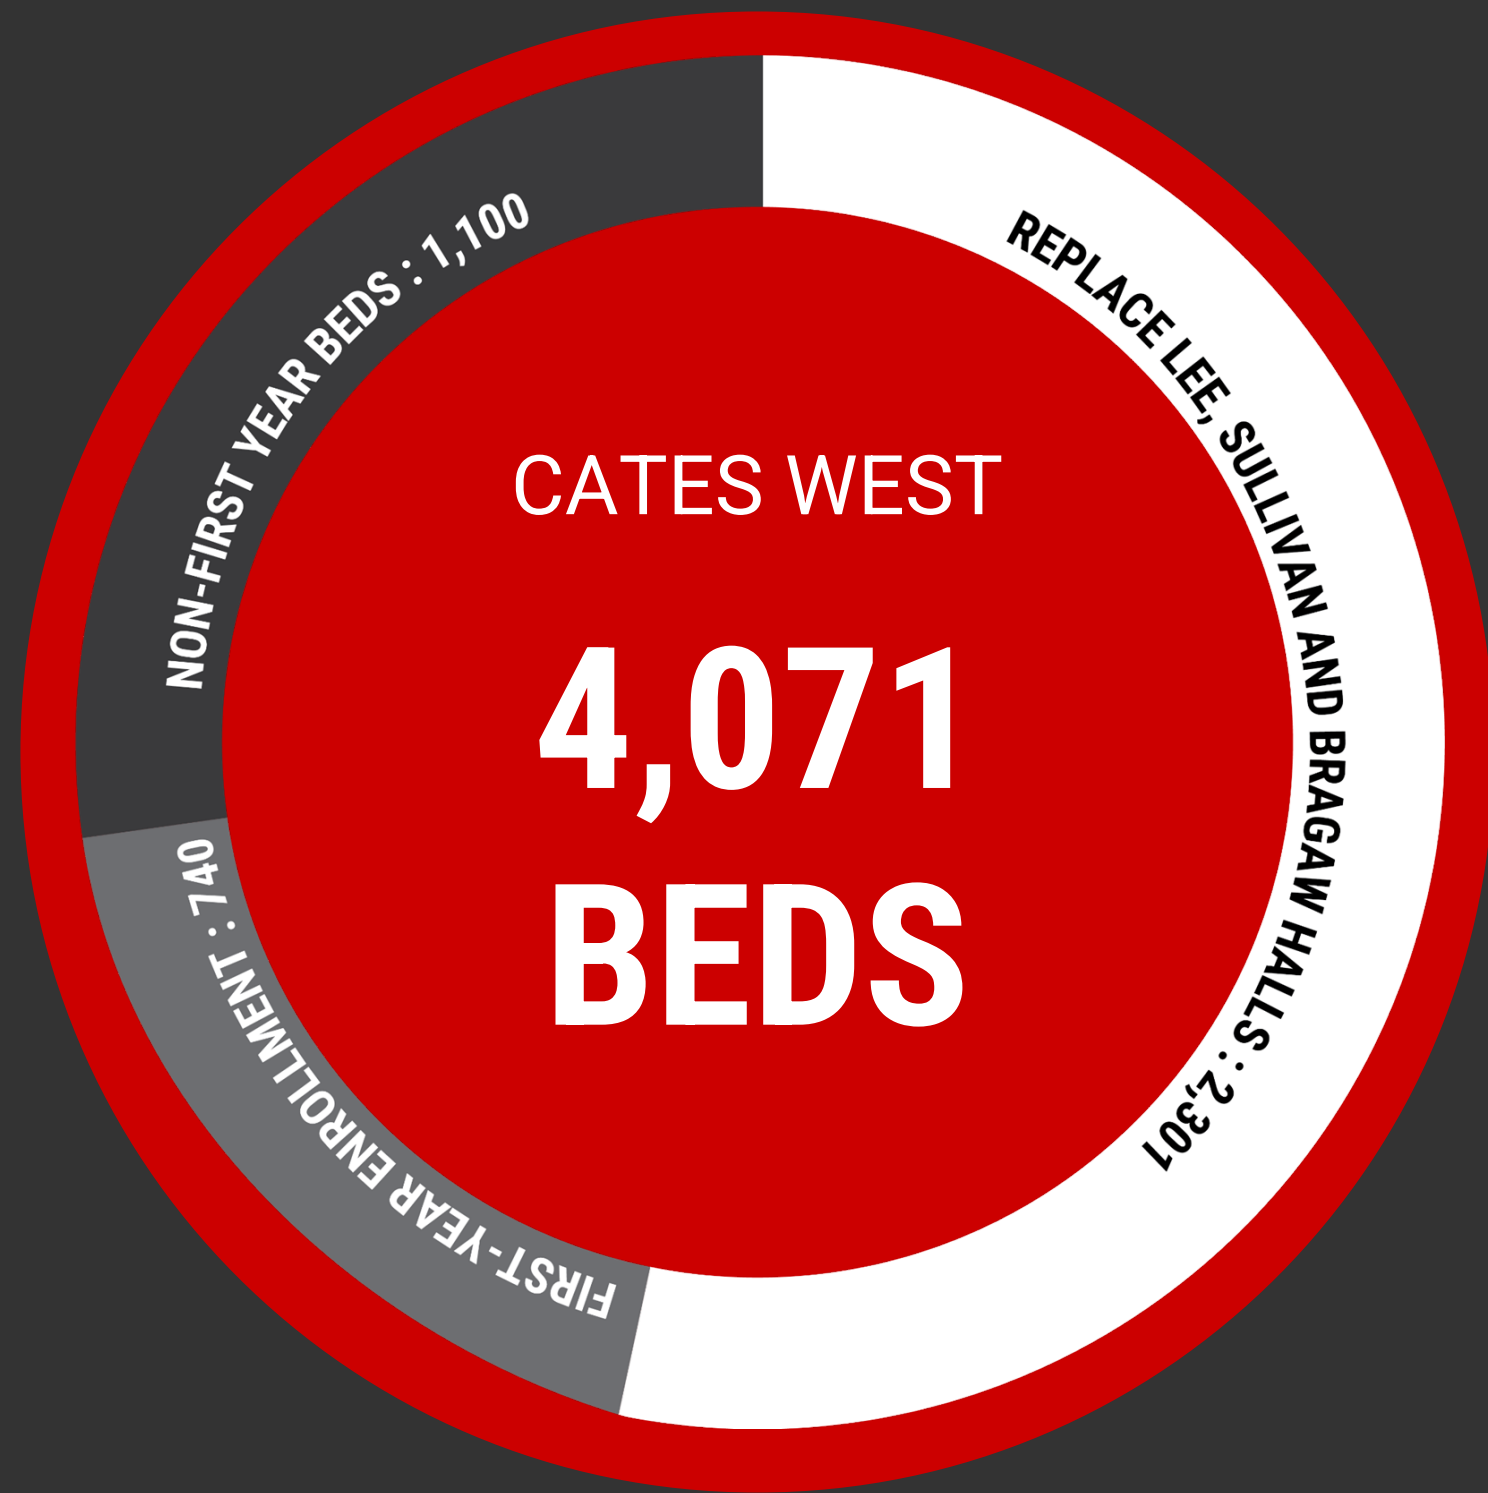 CATES WEST
4,071
BEDS
REPLACE LEE, SULLIVAN AND BRAGAW HALLS : 2,301
FIRST-YEAR ENROLLMENT : 740
NON-FIRST YEAR BEDS : 1,100